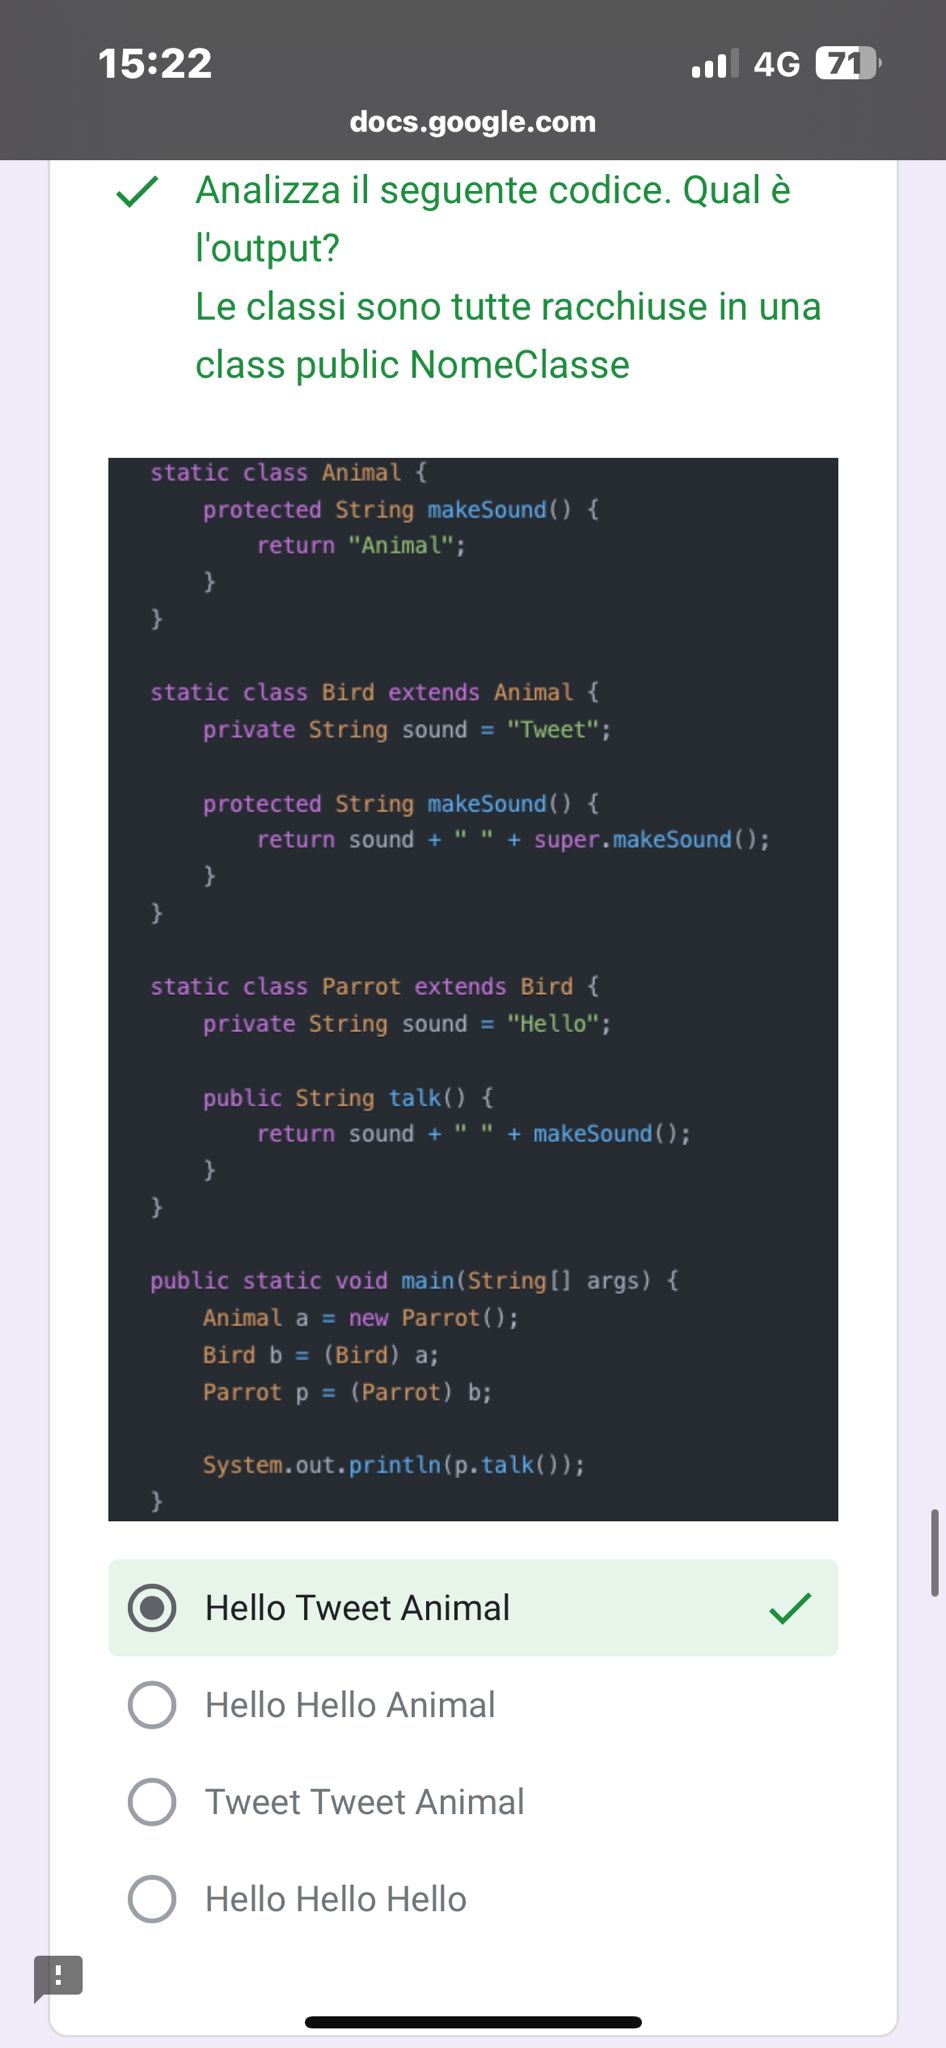 15:22
4G
71
docs.google.com
Analizza il seguente codice. Qual è
l'output?
Le classi sono tutte racchiuse in una
class public NomeClasse
static class Animal {
    protected String makeSound() {
        return "Animal";
    }
}
static class Bird extends Animal {
    private String sound = "Tweet";
    protected String makeSound() {
        return sound + " " + super.makeSound();
    }
}
static class Parrot extends Bird {
    private String sound = "Hello";
    public String talk() {
        return sound + " " + makeSound();
    }
}
public static void main(String[] args) {
    Animal a = new Parrot();
    Bird b = (Bird) a;
    Parrot p = (Parrot) b;
    System.out.println(p.talk());
}
Hello Tweet Animal
Hello Hello Animal
Tweet Tweet Animal
Hello Hello Hello